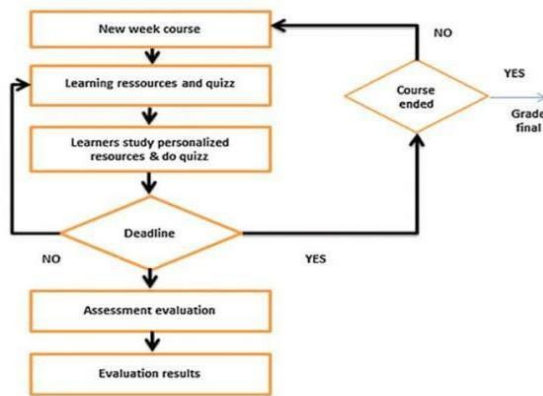 New week course
NO
Learning ressources and quizz
YES
Course
ended
Grade
final
Learners study personalized
resources & do quizz
Deadline
NO
YES
Assessment evaluation
Evaluation results